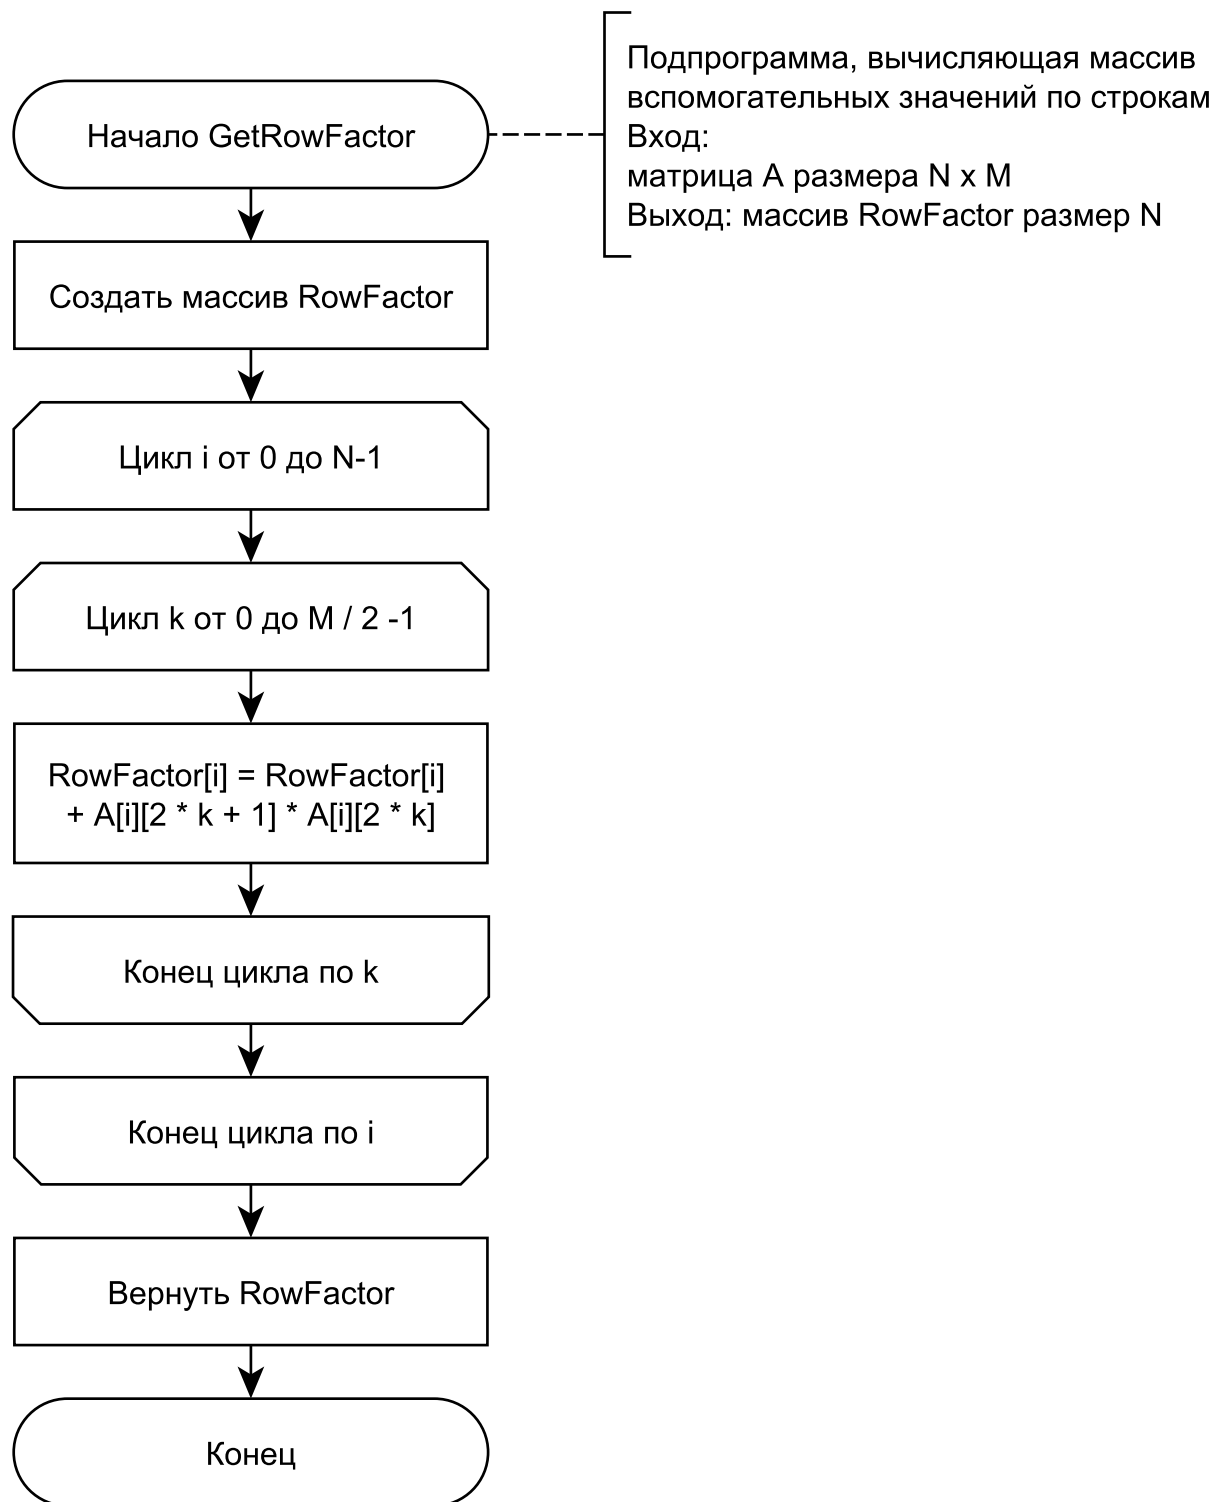 Начало GetRowFactor
Подпрограмма, вычисляющая массив
вспомогательных значений по строкам
Вход:
матрица A размера N x M
Выход: массив RowFactor размер N
Создать массив RowFactor
Цикл i от 0 до N-1
Цикл k от 0 до M / 2 -1
RowFactor[i] = RowFactor[i]
+ A[i][2 * k + 1] * A[i][2 * k]
Конец цикла по k
Конец цикла по i
Вернуть RowFactor
Конец